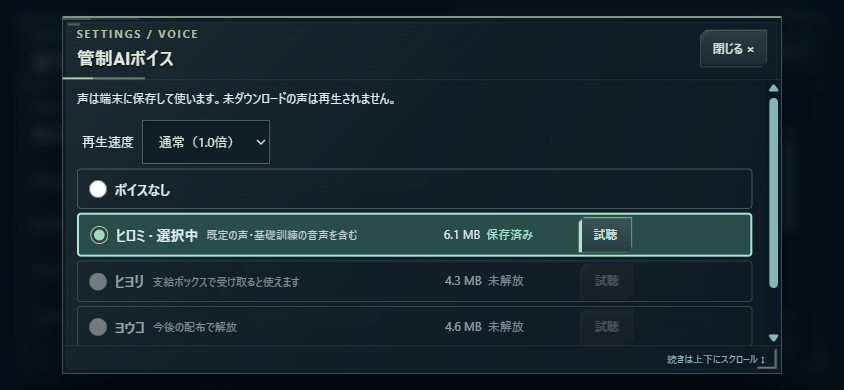 SETTINGS / VOICE
管制AIボイス
閉じる ×
声は端末に保存して使います。未ダウンロードの声は再生されません。
再生速度 通常（1.0倍）
ボイスなし
ヒロミ · 選択中 既定の声・基礎訓練の音声を含む 6.1 MB 保存済み 試聴
ヒヨリ 支給ボックスで受け取ると使えます 4.3 MB 未解放 試聴
ヨウコ 今後の配布で解放 4.6 MB 未解放 試聴
続きは上下にスクロール ↕